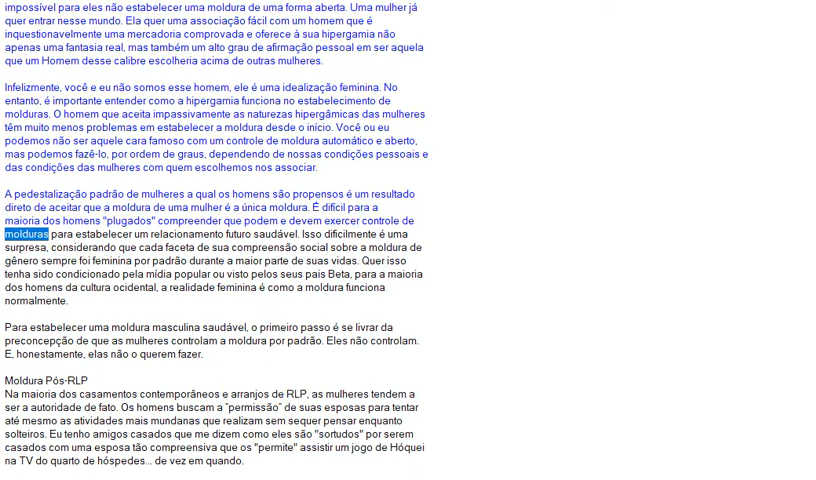 impossível para eles não estabelecer uma moldura de uma forma aberta. Uma mulher já
quer entrar nesse mundo. Ela quer uma associação fácil com um homem que é
inquestionavelmente uma mercadoria comprovada e oferece à sua hipergamia não
apenas uma fantasia real, mas também um alto grau de afirmação pessoal em ser aquela
que um Homem desse calibre escolheria acima de outras mulheres.

Infelizmente, você e eu não somos esse homem, ele é uma idealização feminina. No
entanto, é importante entender como a hipergamia funciona no estabelecimento de
molduras. O homem que aceita impassivamente as naturezas hipergâmicas das mulheres
têm muito menos problemas em estabelecer a moldura desde o início. Você ou eu
podemos não ser aquele cara famoso com um controle de moldura automático e aberto,
mas podemos fazê-lo, por ordem de graus, dependendo de nossas condições pessoais e
das condições das mulheres com quem escolhemos nos associar.

A pedestalização padrão de mulheres a qual os homens são propensos é um resultado
direto de aceitar que a moldura de uma mulher é a única moldura. É difícil para a
maioria dos homens "plugados" compreender que podem e devem exercer controle de
molduras para estabelecer um relacionamento futuro saudável. Isso dificilmente é uma
surpresa, considerando que cada faceta de sua compreensão social sobre a moldura de
gênero sempre foi feminina por padrão durante a maior parte de suas vidas. Quer isso
tenha sido condicionado pela mídia popular ou visto pelos seus pais Beta, para a maioria
dos homens da cultura ocidental, a realidade feminina é como a moldura funciona
normalmente.

Para estabelecer uma moldura masculina saudável, o primeiro passo é se livrar da
preconcepção de que as mulheres controlam a moldura por padrão. Eles não controlam.
E, honestamente, elas não o querem fazer.

Moldura Pós-RLP
Na maioria dos casamentos contemporâneos e arranjos de RLP, as mulheres tendem a
ser a autoridade de fato. Os homens buscam a “permissão” de suas esposas para tentar
até mesmo as atividades mais mundanas que realizam sem sequer pensar enquanto
solteiros. Eu tenho amigos casados que me dizem como eles são "sortudos" por serem
casados com uma esposa tão compreensiva que os "permite" assistir um jogo de Hóquei
na TV do quarto de hóspedes... de vez em quando.